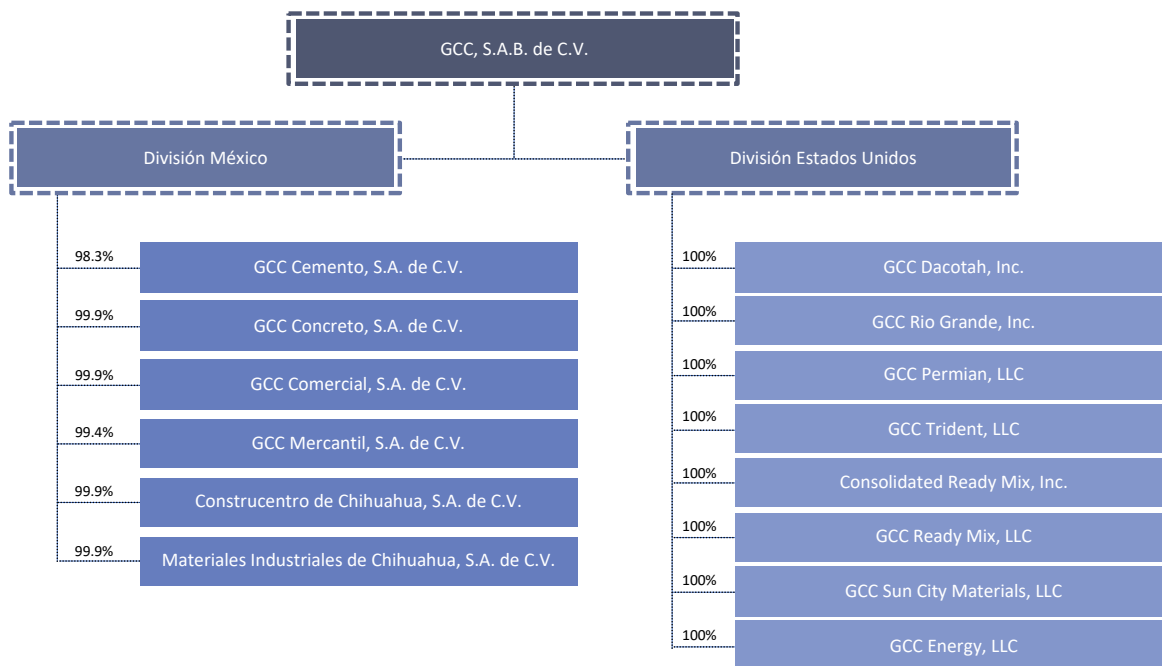 GCC, S.A.B. de C.V.
División México
División Estados Unidos
98.3%
GCC Cemento, S.A. de C.V.
99.9%
GCC Concreto, S.A. de C.V.
99.9%
GCC Comercial, S.A. de C.V.
99.4%
GCC Mercantil, S.A. de C.V.
99.9%
Construcentro de Chihuahua, S.A. de C.V.
99.9%
Materiales Industriales de Chihuahua, S.A. de C.V.
100%
GCC Dacotah, Inc.
100%
GCC Rio Grande, Inc.
100%
GCC Permian, LLC
100%
GCC Trident, LLC
100%
Consolidated Ready Mix, Inc.
100%
GCC Ready Mix, LLC
100%
GCC Sun City Materials, LLC
100%
GCC Energy, LLC